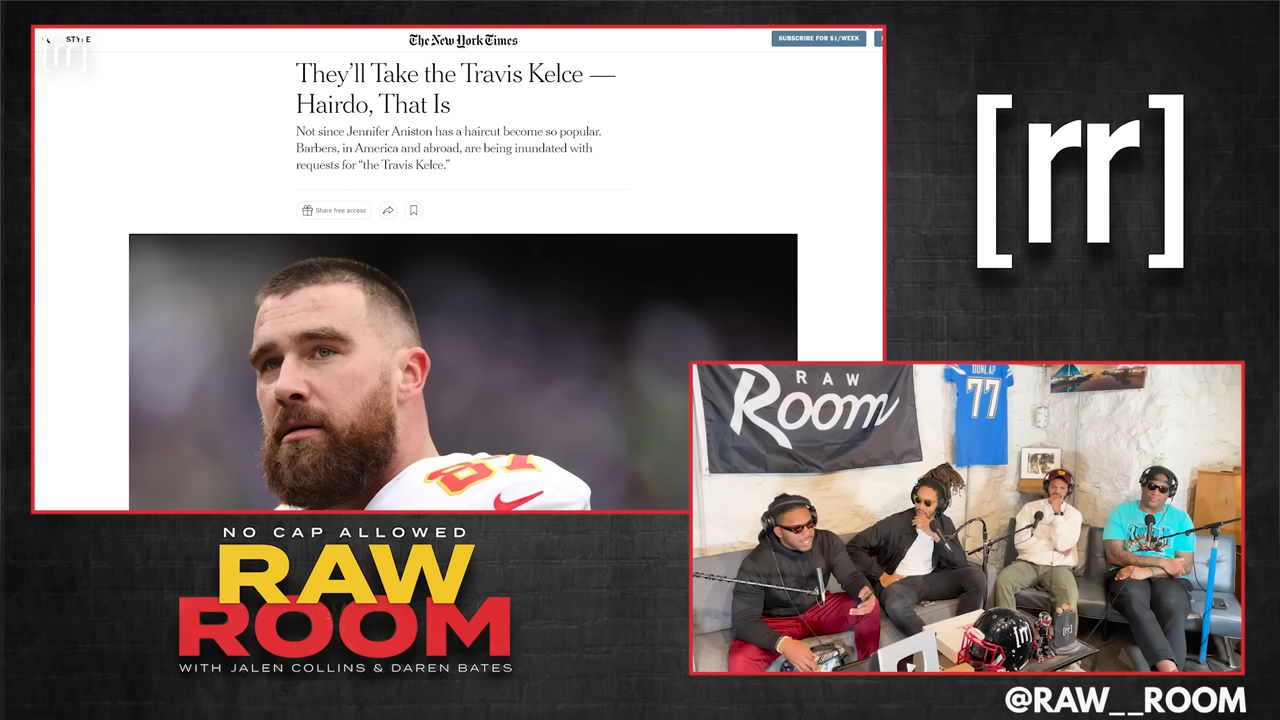 STYLE
The New York Times
SUBSCRIBE FOR $1/WEEK
They’ll Take the Travis Kelce —
Hairdo, That Is
Not since Jennifer Aniston has a haircut become so popular.
Barbers, in America and abroad, are being inundated with
requests for “the Travis Kelce.”
Share free access
87
[rr]
[rr]
RAW
Room
DUNLAP
77
[rr]
NO CAP ALLOWED
RAW
ROOM
WITH JALEN COLLINS & DAREN BATES
@RAW__ROOM